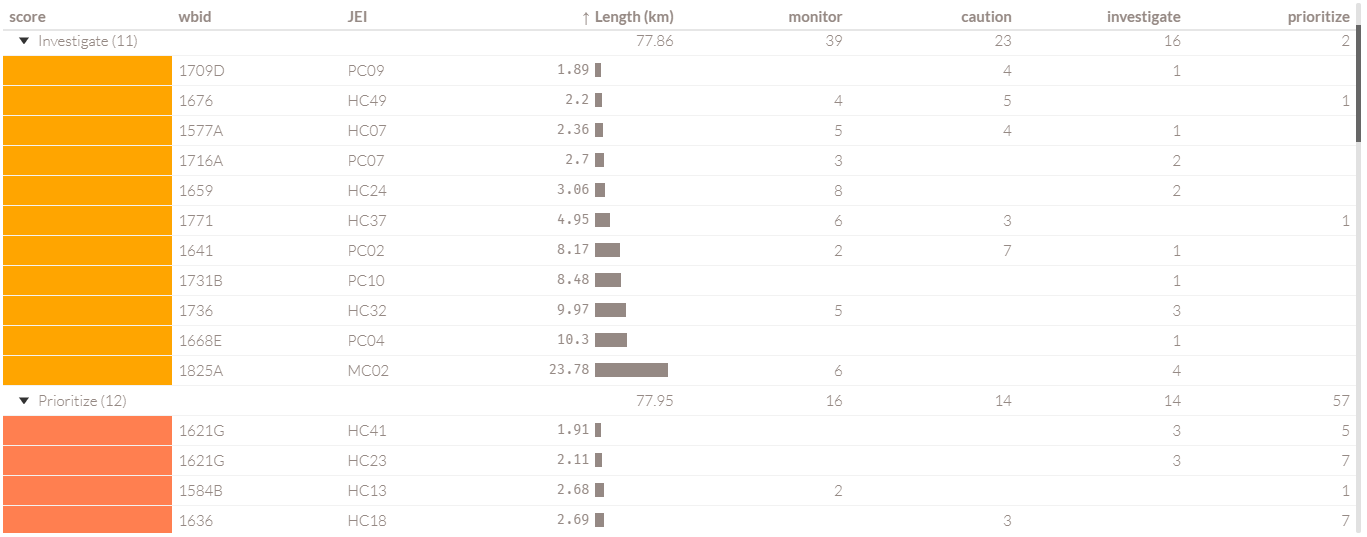 score wbid JEI ↑ Length (km) monitor caution investigate prioritize
▼ Investigate (11) 77.86 39 23 16 2
1709D PC09 1.89 4 1
1676 HC49 2.2 4 5 1
1577A HC07 2.36 5 4 1
1716A PC07 2.7 3 2
1659 HC24 3.06 8 2
1771 HC37 4.95 6 3 1
1641 PC02 8.17 2 7 1
1731B PC10 8.48 1
1736 HC32 9.97 5 3
1668E PC04 10.3 1
1825A MC02 23.78 6 4
▼ Prioritize (12) 77.95 16 14 14 57
1621G HC41 1.91 3 5
1621G HC23 2.11 3 7
1584B HC13 2.68 2 1
1636 HC18 2.69 3 7